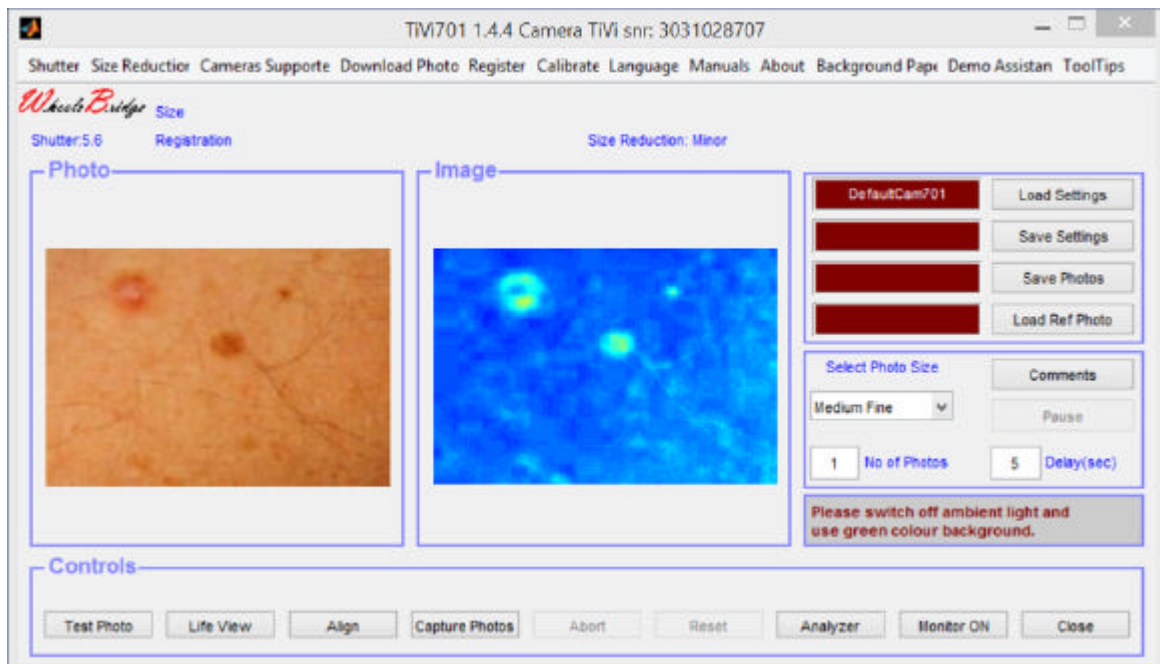 TiVi701 1.4.4 Camera TiVi snr: 3031028707
Shutter Size Reductior Cameras Supporte Download Photo Register Calibrate Language Manuals About Background Pape Demo Assistan ToolTips
WheelsBridge Size
Shutter:5.6 Registration Size Reduction: Minor
Photo
Image
DefaultCam701 Load Settings
Save Settings
Save Photos
Load Ref Photo
Select Photo Size Comments
Medium Fine Pause
1 No of Photos 5 Delay(sec)
Please switch off ambient light and
use green colour background.
Controls
Test Photo Life View Align Capture Photos Abort Reset Analyzer Monitor ON Close